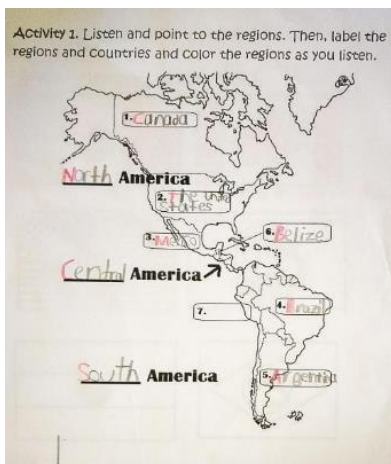 Activity 1. Listen and point to the regions. Then, label the
regions and countries and color the regions as you listen.
1. Canada
North America
2. The unite
states
3. Mexico
6. Belize
Central America
7.
4. Brazil
South America
5. Argentina